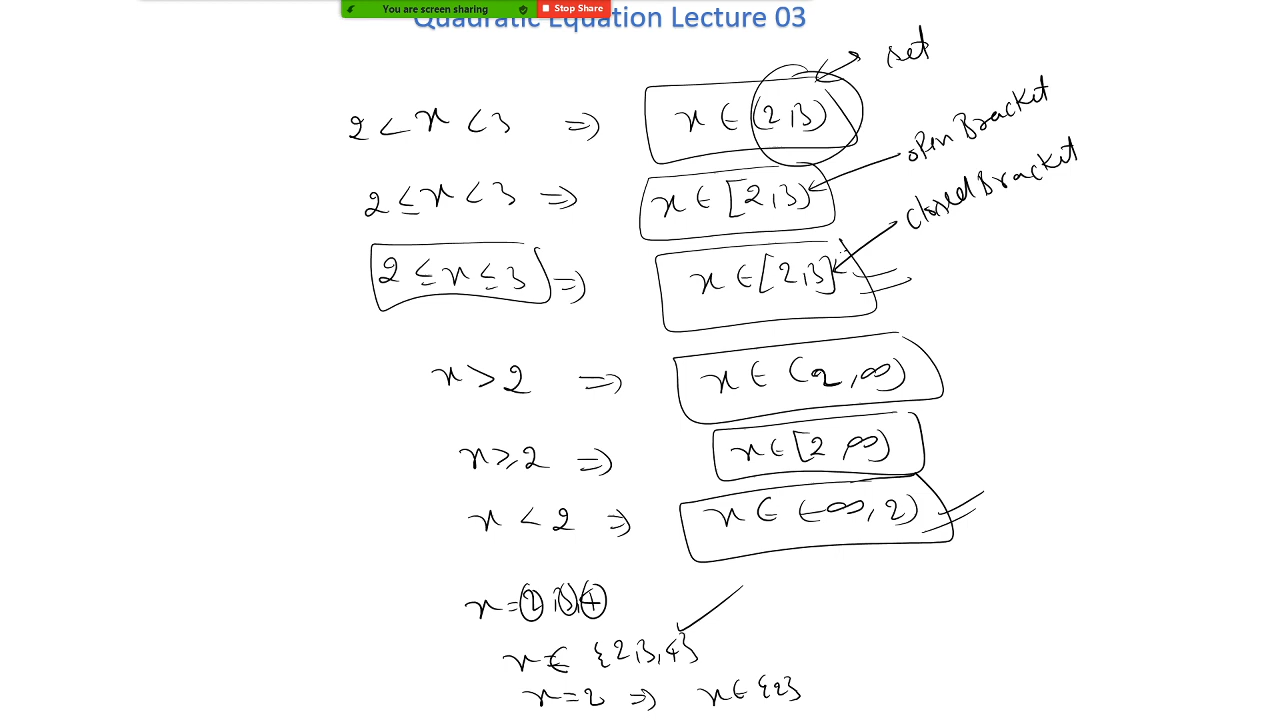 You are screen sharing Stop Share
Quadratic Equation Lecture 03
2 < x < 3 ⇒ x ∈ (2,3) → set
2 ≤ x < 3 ⇒ x ∈ [2,3) ← open Bracket
2 ≤ x ≤ 3 ⇒ x ∈ [2,3] ← closed Bracket
x > 2 ⇒ x ∈ (2,∞)
x ≥ 2 ⇒ x ∈ [2 ∞)
x < 2 ⇒ x ∈ (-∞,2)
x = 2,3,4
x ∈ {2,3,4}
x = 2 ⇒ x ∈ {2}